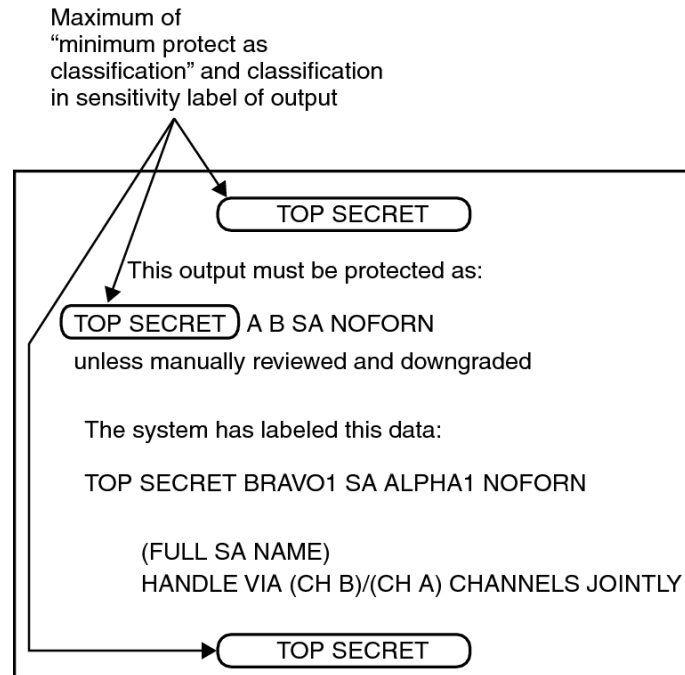 Maximum of
“minimum protect as
classification” and classification
in sensitivity label of output
TOP SECRET
This output must be protected as:
TOP SECRET A B SA NOFORN
unless manually reviewed and downgraded
The system has labeled this data:
TOP SECRET BRAVO1 SA ALPHA1 NOFORN
(FULL SA NAME)
HANDLE VIA (CH B)/(CH A) CHANNELS JOINTLY
TOP SECRET